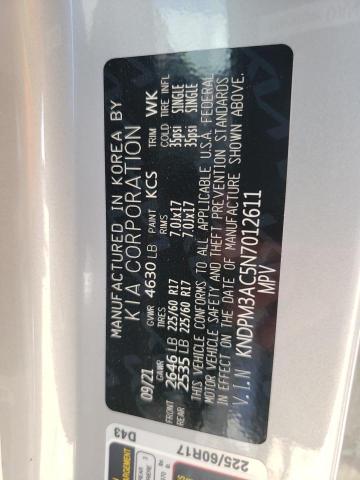 MANUFACTURED IN KOREA BY
KIA CORPORATION
09/21 GVWR 4630 LB PAINT KCS TRIM WK
GAWR TIRES RIMS COLD TIRE INFL
FRONT 2646 LB 225/60 R17 7.0Jx17 35psi SINGLE
REAR 2535 LB 225/60 R17 7.0Jx17 35psi SINGLE
THIS VEHICLE CONFORMS TO ALL APPLICABLE U.S.A. FEDERAL
MOTOR VEHICLE SAFETY AND THEFT PREVENTION STANDARDS
IN EFFECT ON THE DATE OF MANUFACTURE SHOWN ABOVE.
V.I.N KNDPM3AC5N7012611
MPV
D43
225/60R17